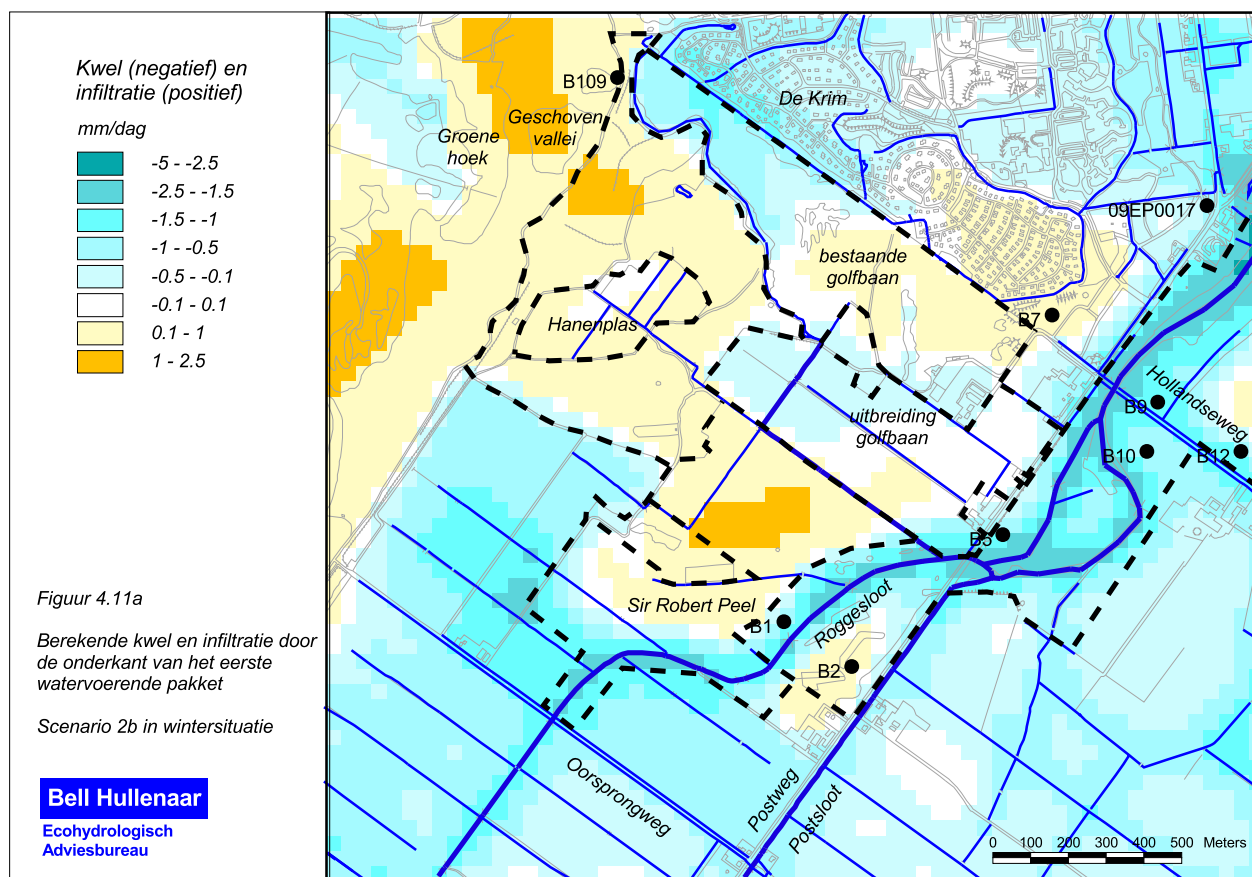 Kwel (negatief) en
infiltratie (positief)
mm/dag
-5 - -2.5
-2.5 - -1.5
-1.5 - -1
-1 - -0.5
-0.5 - -0.1
-0.1 - 0.1
0.1 - 1
1 - 2.5
Figuur 4.11a
Berekende kwel en infiltratie door
de onderkant van het eerste
watervoerende pakket
Scenario 2b in wintersituatie
Bell Hullenaar
Ecohydrologisch
Adviesbureau
B109
De Krim
Geschoven
vallei
Groene
hoek
09EP0017
bestaande
golfbaan
Hanenplas
B7
Hollandseweg
B9
uitbreiding
golfbaan
B10
B12
B5
Sir Robert Peel
B1
Roggesloot
B2
Oorsprongweg
Postweg
Postsloot
0 100 200 300 400 500 Meters